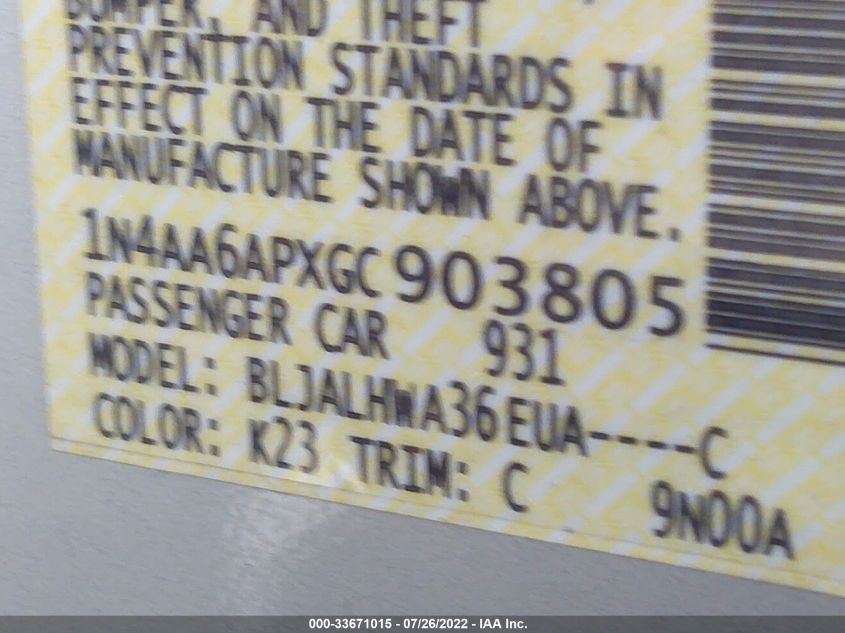 BUMPER, AND THEFT
PREVENTION STANDARDS IN
EFFECT ON THE DATE OF
MANUFACTURE SHOWN ABOVE.
1N4AA6APXGC903805
PASSENGER CAR 931
MODEL: BLJALHWA36EUA----C
COLOR: K23 TRIM: C 9N00A
000-33671015 - 07/26/2022 - IAA Inc.